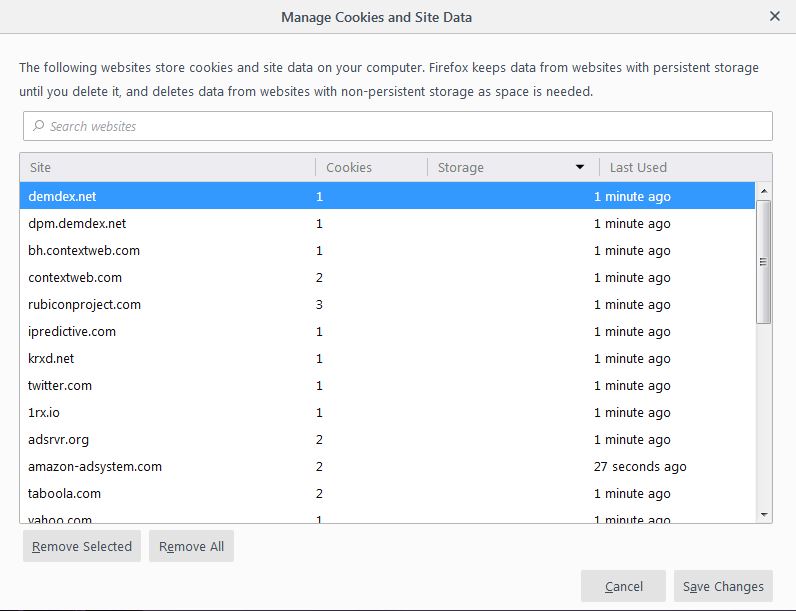 Manage Cookies and Site Data
The following websites store cookies and site data on your computer. Firefox keeps data from websites with persistent storage
until you delete it, and deletes data from websites with non-persistent storage as space is needed.
Search websites
Site Cookies Storage Last Used
demdex.net 1 1 minute ago
dpm.demdex.net 1 1 minute ago
bh.contextweb.com 1 1 minute ago
contextweb.com 2 1 minute ago
rubiconproject.com 3 1 minute ago
ipredictive.com 1 1 minute ago
krxd.net 1 1 minute ago
twitter.com 1 1 minute ago
1rx.io 1 1 minute ago
adsrvr.org 2 1 minute ago
amazon-adsystem.com 2 27 seconds ago
taboola.com 2 1 minute ago
yahoo.com 1 1 minute ago
Remove Selected Remove All
Cancel Save Changes